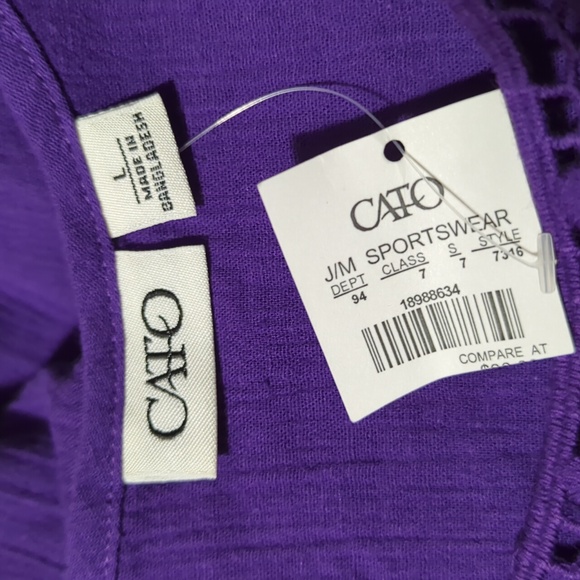 L
MADE IN
BANGLADESH
CATO
CATO
J/M SPORTSWEAR
DEPT CLASS S STYLE
94 7 7 7316
18988634
COMPARE AT